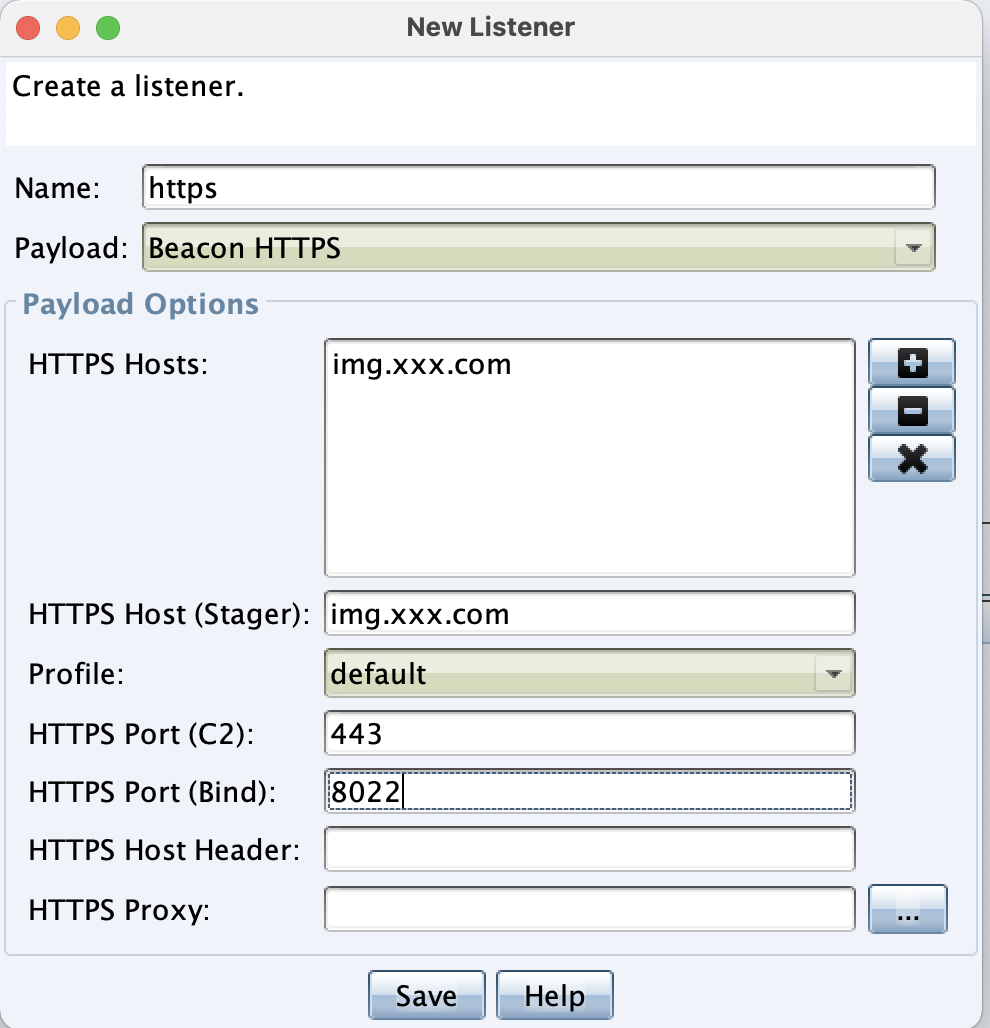 New Listener
Create a listener.
Name: https
Payload: Beacon HTTPS
Payload Options
HTTPS Hosts: img.xxx.com
HTTPS Host (Stager): img.xxx.com
Profile: default
HTTPS Port (C2): 443
HTTPS Port (Bind): 8022
HTTPS Host Header:
HTTPS Proxy: ...
Save Help